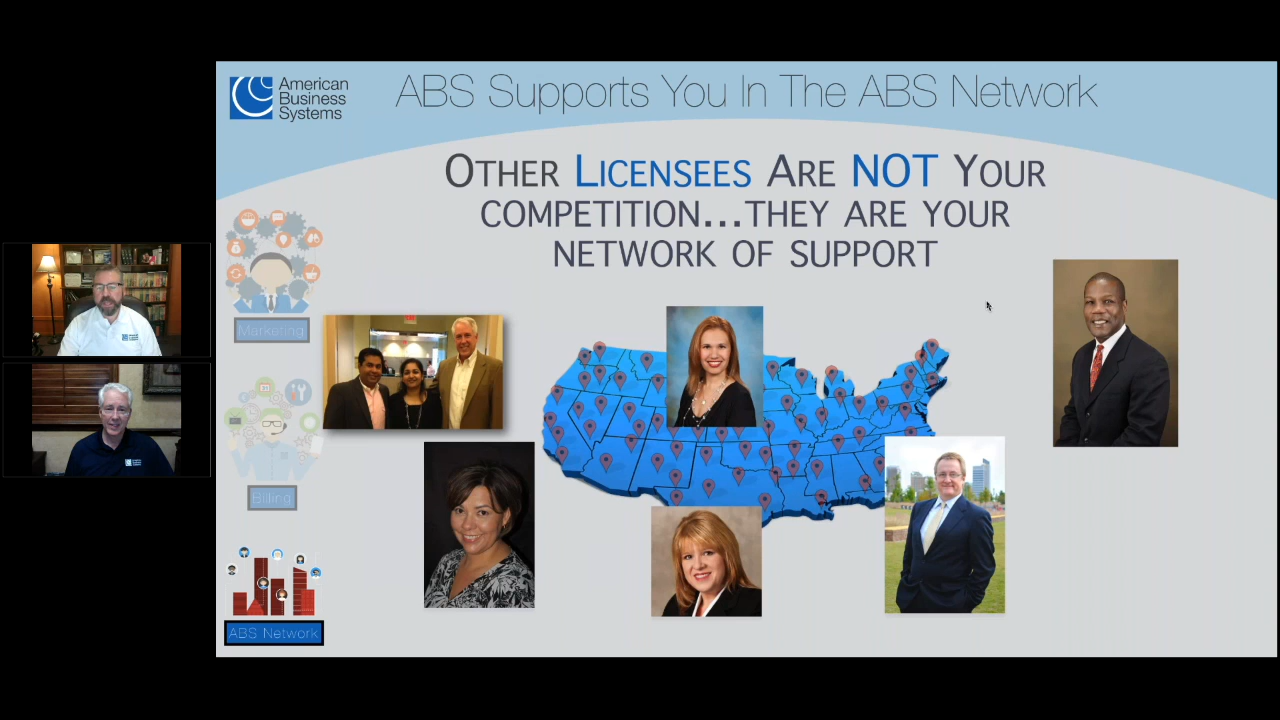 American
Business
Systems
ABS Supports You In The ABS Network
OTHER LICENSEES ARE NOT YOUR
COMPETITION...THEY ARE YOUR
NETWORK OF SUPPORT
Marketing
Billing
ABS Network